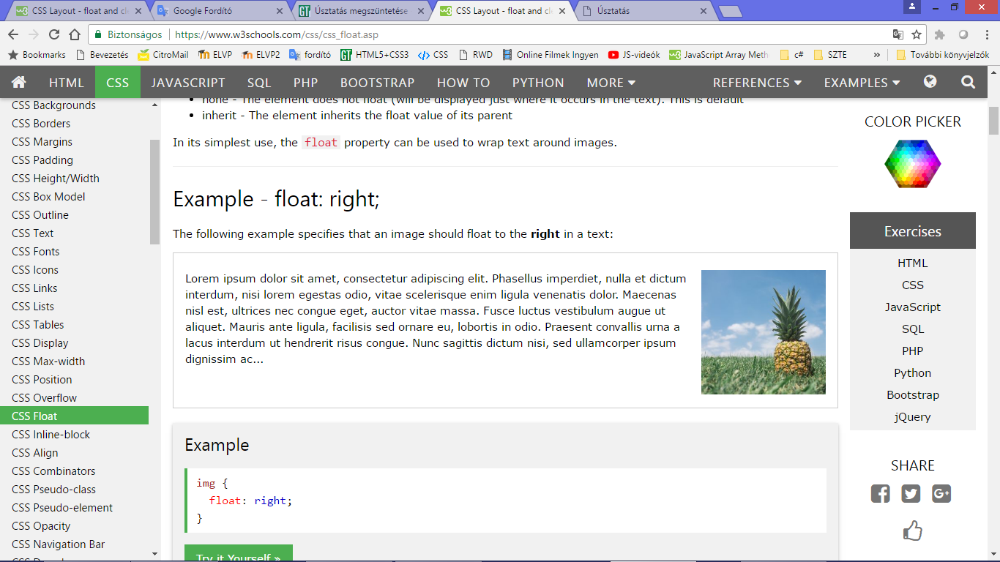 CSS Layout - float and cl
Google Fordító
Úsztatás megszüntetése
CSS Layout - float and cl
Úsztatás
Biztonságos
https://www.w3schools.com/css/css_float.asp
Bookmarks
Bevezetés
CitroMail
ELVP
ELVP2
fordító
HTML5+CSS3
CSS
RWD
Online Filmek Ingyen
JS-videók
JavaScript Array Meth
c#
SZTE
»
További könyvjelzők
HTML
CSS
JAVASCRIPT
SQL
PHP
BOOTSTRAP
HOW TO
PYTHON
MORE
REFERENCES
EXAMPLES
CSS Backgrounds
CSS Borders
CSS Margins
CSS Padding
CSS Height/Width
CSS Box Model
CSS Outline
CSS Text
CSS Fonts
CSS Icons
CSS Links
CSS Lists
CSS Tables
CSS Display
CSS Max-width
CSS Position
CSS Overflow
CSS Float
CSS Inline-block
CSS Align
CSS Combinators
CSS Pseudo-class
CSS Pseudo-element
CSS Opacity
CSS Navigation Bar
none - The element does not float (will be displayed just where it occurs in the text). This is default
inherit - The element inherits the float value of its parent
In its simplest use, the float property can be used to wrap text around images.
Example - float: right;
The following example specifies that an image should float to the right in a text:
Lorem ipsum dolor sit amet, consectetur adipiscing elit. Phasellus imperdiet, nulla et dictum
interdum, nisi lorem egestas odio, vitae scelerisque enim ligula venenatis dolor. Maecenas
nisl est, ultrices nec congue eget, auctor vitae massa. Fusce luctus vestibulum augue ut
aliquet. Mauris ante ligula, facilisis sed ornare eu, lobortis in odio. Praesent convallis urna a
lacus interdum ut hendrerit risus congue. Nunc sagittis dictum nisi, sed ullamcorper ipsum
dignissim ac...
Example
img {
float: right;
}
Try it Yourself »
COLOR PICKER
Exercises
HTML
CSS
JavaScript
SQL
PHP
Python
Bootstrap
jQuery
SHARE